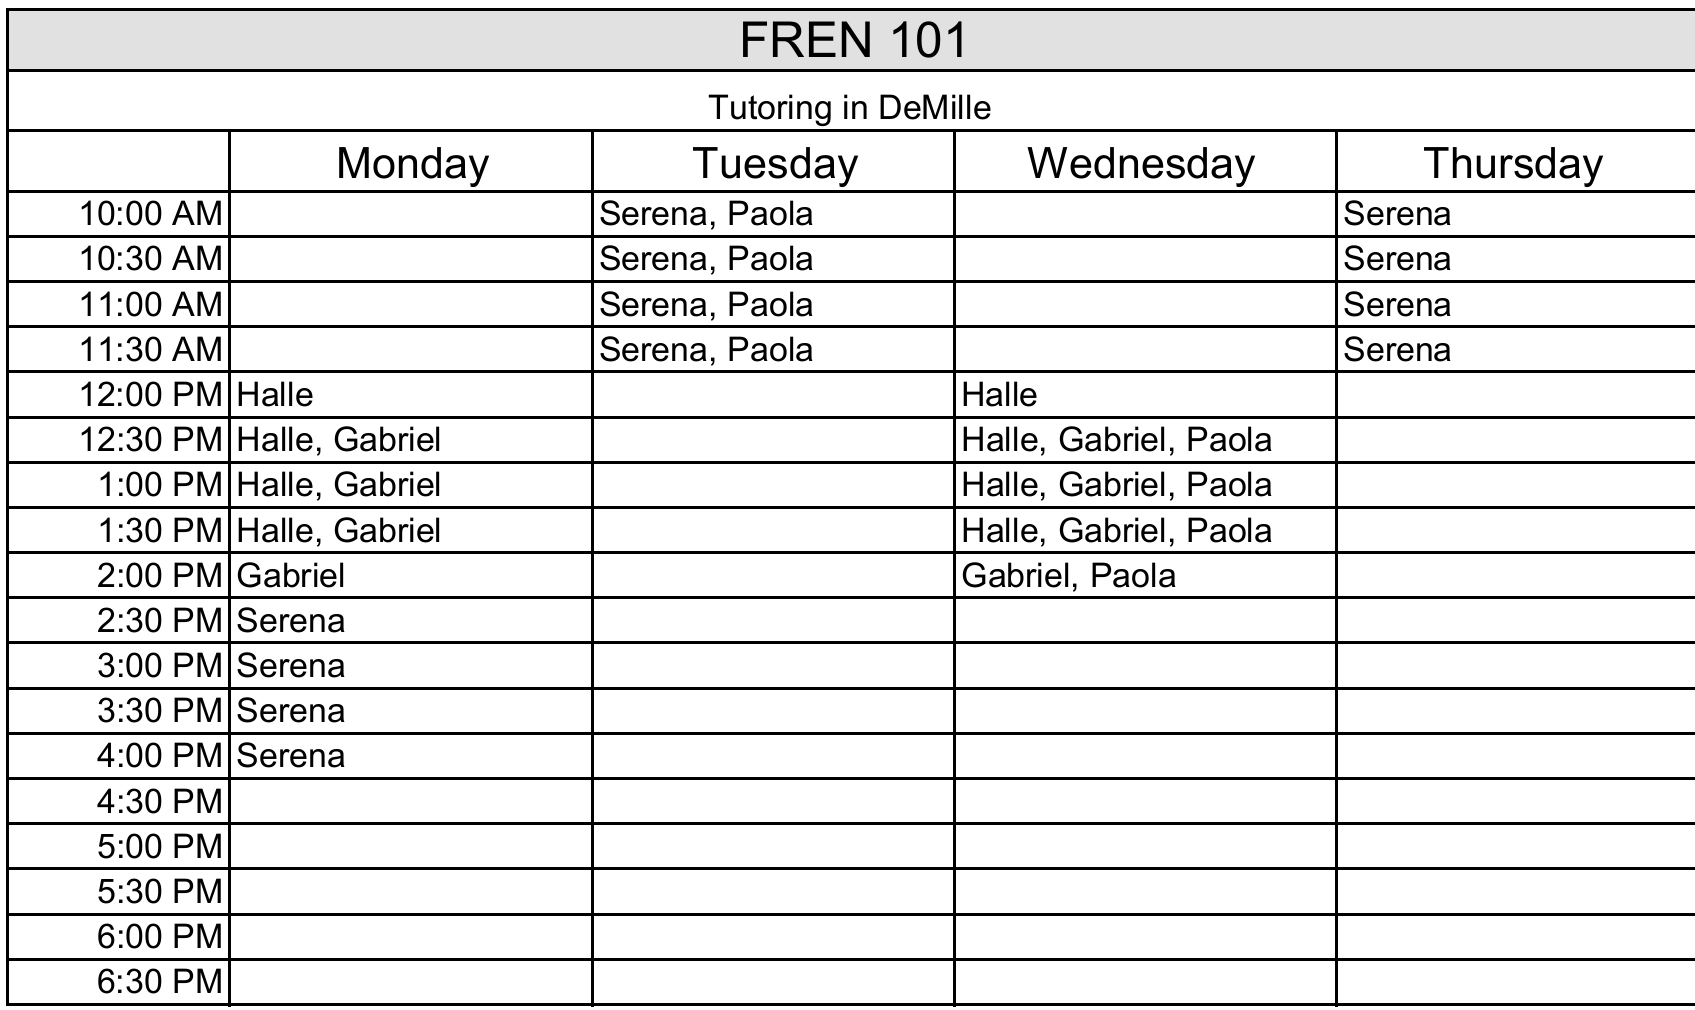 FREN 101
Tutoring in DeMille
Monday Tuesday Wednesday Thursday
10:00 AM Serena, Paola Serena
10:30 AM Serena, Paola Serena
11:00 AM Serena, Paola Serena
11:30 AM Serena, Paola Serena
12:00 PM Halle Halle
12:30 PM Halle, Gabriel Halle, Gabriel, Paola
1:00 PM Halle, Gabriel Halle, Gabriel, Paola
1:30 PM Halle, Gabriel Halle, Gabriel, Paola
2:00 PM Gabriel Gabriel, Paola
2:30 PM Serena
3:00 PM Serena
3:30 PM Serena
4:00 PM Serena
4:30 PM
5:00 PM
5:30 PM
6:00 PM
6:30 PM